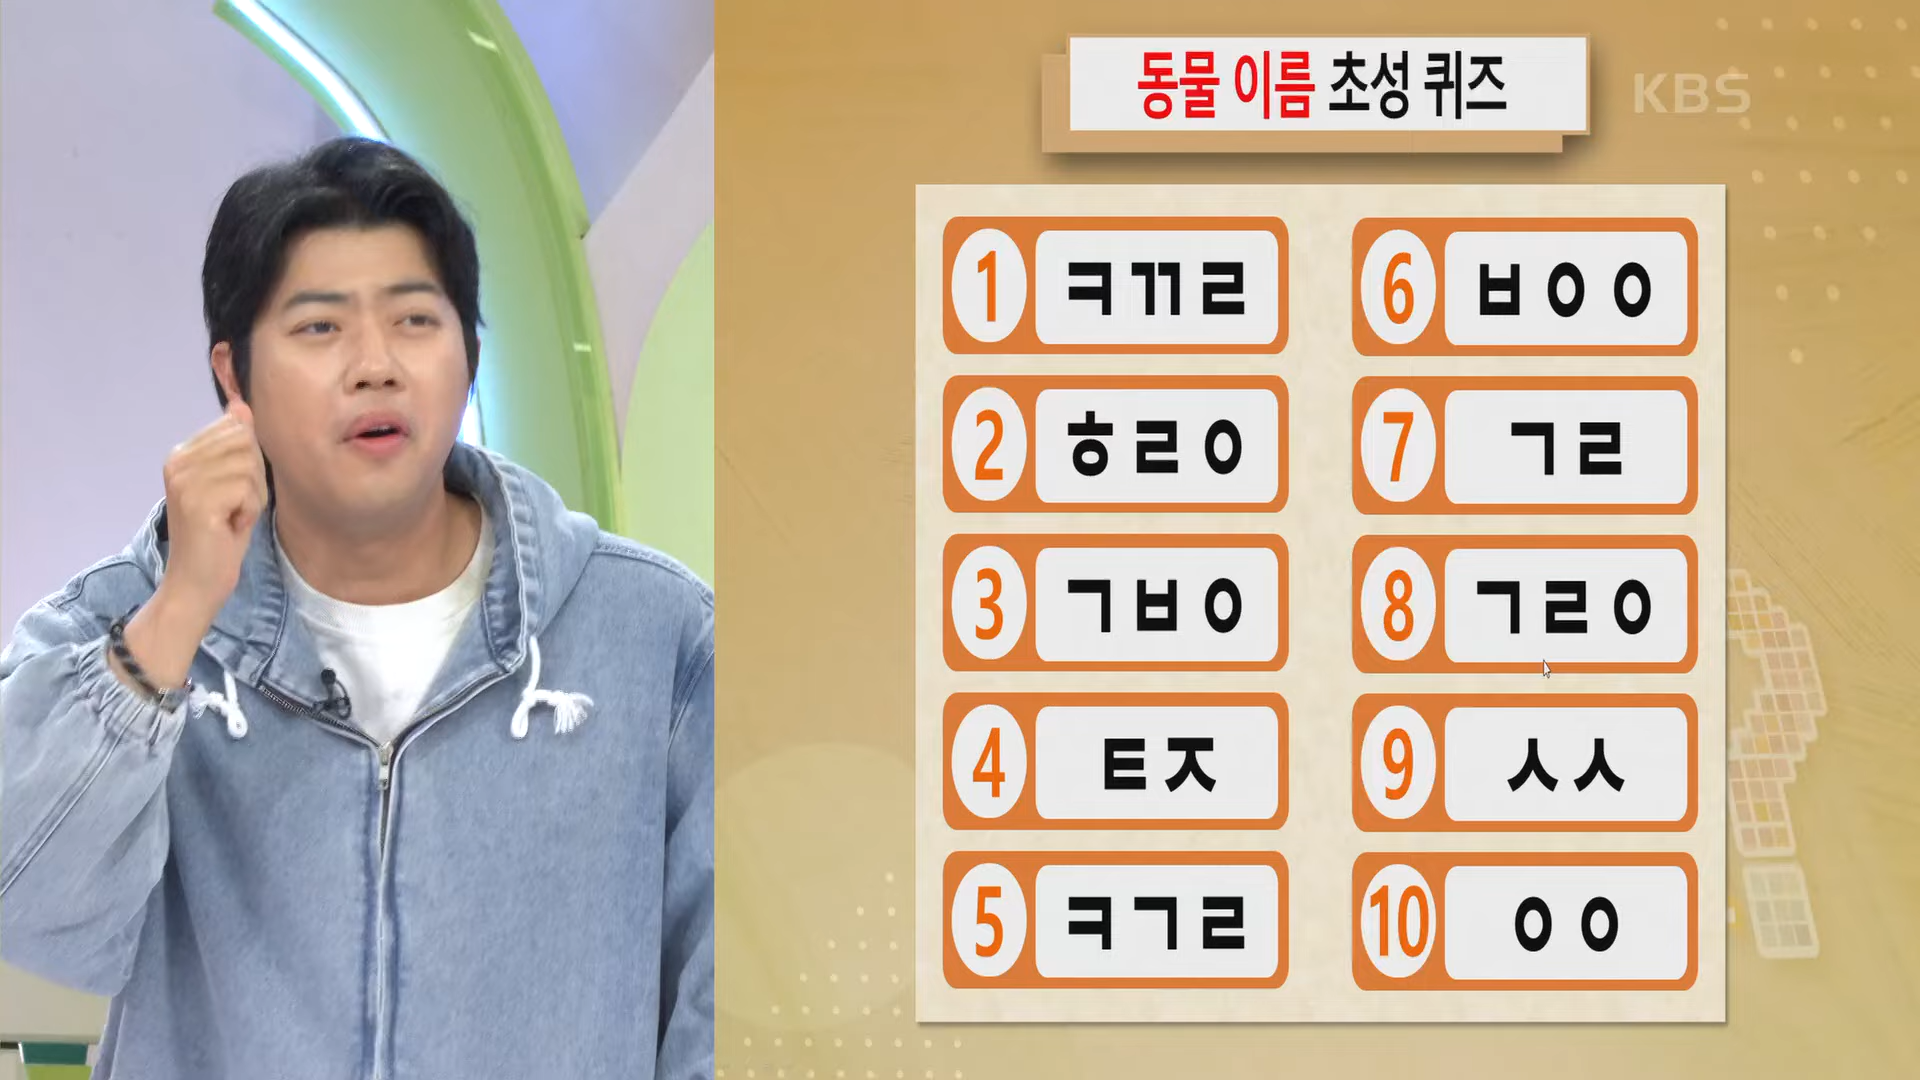 동물 이름 초성 퀴즈
KBS
1 ㅋㄲㄹ
2 ㅎㄹㅇ
3 ㄱㅂㅇ
4 ㅌㅈ
5 ㅋㄱㄹ
6 ㅂㅇㅇ
7 ㄱㄹ
8 ㄱㄹㅇ
9 ㅅㅅ
10 ㅇㅇ